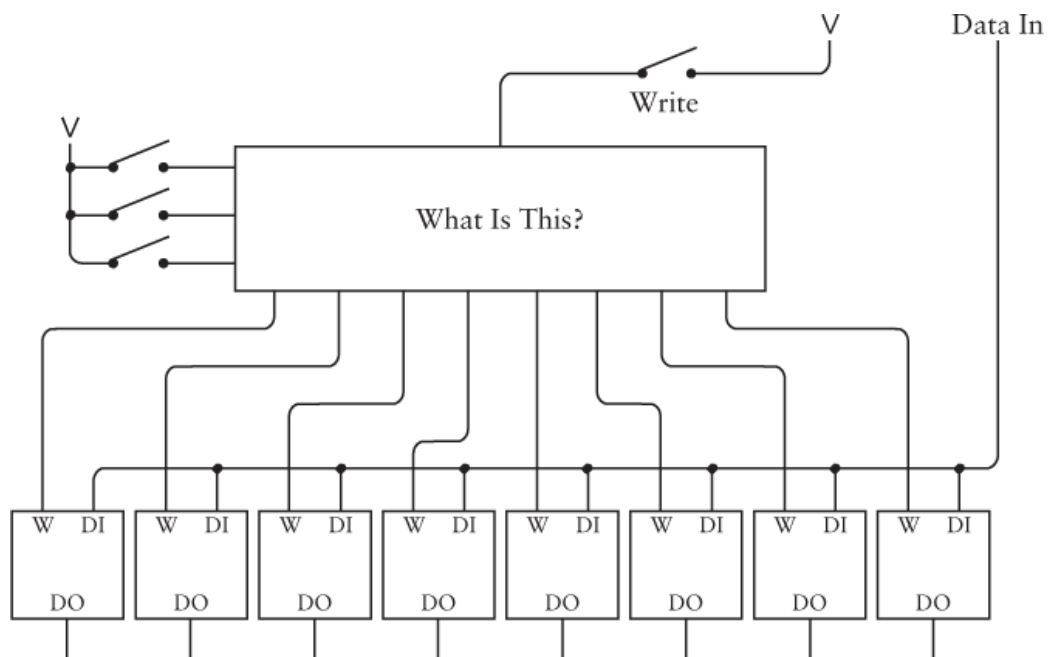 V Data In
Write
V
What Is This?
W DI W DI W DI W DI W DI W DI W DI W DI
DO DO DO DO DO DO DO DO